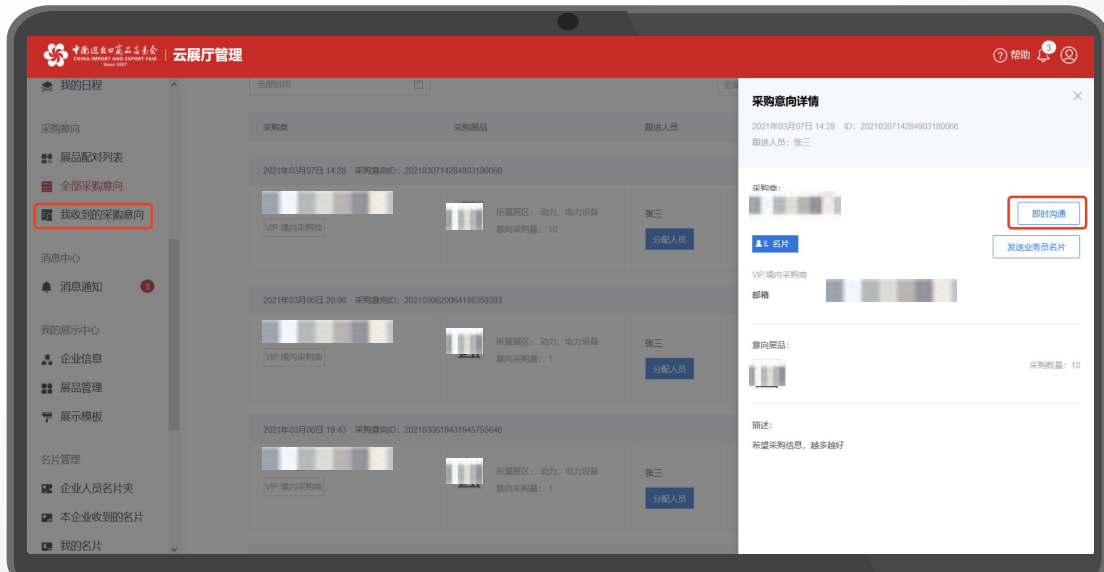 中国进出口商品交易会
CHINA IMPORT AND EXPORT FAIR
Since 1957
云展厅管理
帮助
3
我的日程
采购意向
展品配对列表
全部采购意向
我收到的采购意向
消息中心
消息通知
3
我的展示中心
企业信息
展品管理
展示模板
名片管理
企业人员名片夹
本企业收到的名片
我的名片
全部时间
采购商
采购展品
跟进人员
2021年03月07日 14:28 采购意向ID: 2021030714284903180066
VIP 境内采购商
所属展区: 动力、电力设备
意向采购量: 10
张三
分配人员
2021年03月06日 20:06 采购意向ID: 2021030620064198359393
VIP 境内采购商
所属展区: 动力、电力设备
意向采购量: 1
张三
分配人员
2021年03月06日 19:43 采购意向ID: 2021030619431945755646
VIP 境内采购商
所属展区: 动力、电力设备
意向采购量: 1
张三
分配人员
采购意向详情
2021年03月07日 14:28 ID: 2021030714284903180066
跟进人员: 张三
采购商:
即时沟通
名片
发送业务员名片
VIP,境内采购商
邮箱
意向展品:
采购数量: 10
描述:
希望采购信息，越多越好